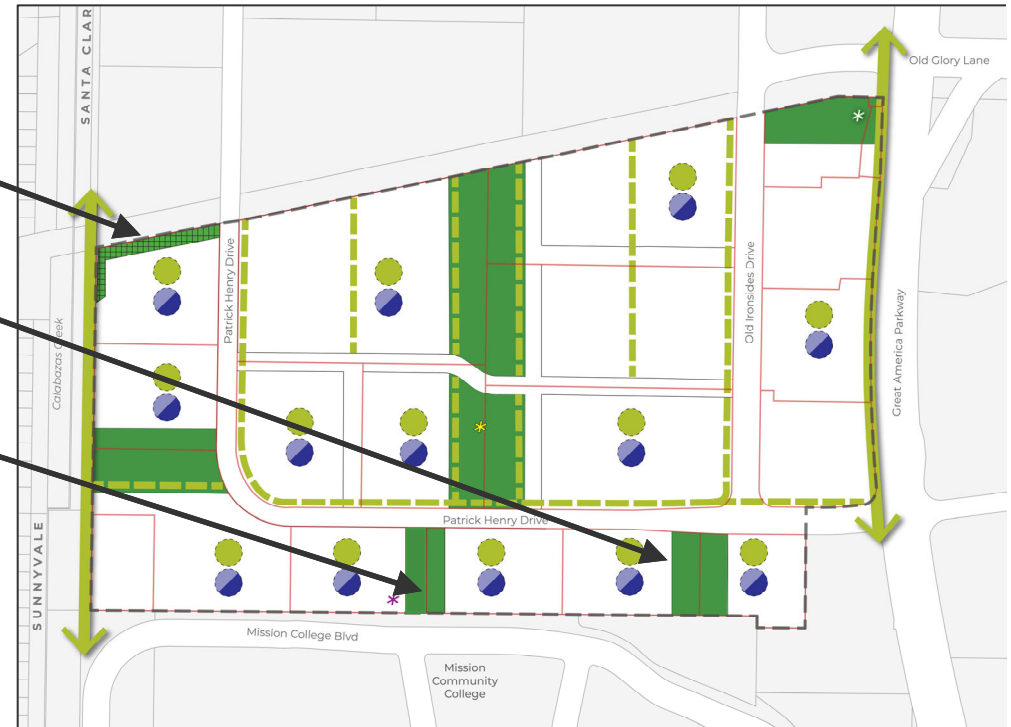 SANTA CLAR
Old Glory Lane
Patrick Henry Drive
Old Ironsides Drive
Calabazas Creek
Great America Parkway
Patrick Henry Drive
SUNNYVALE
Mission College Blvd
Mission
Community
College